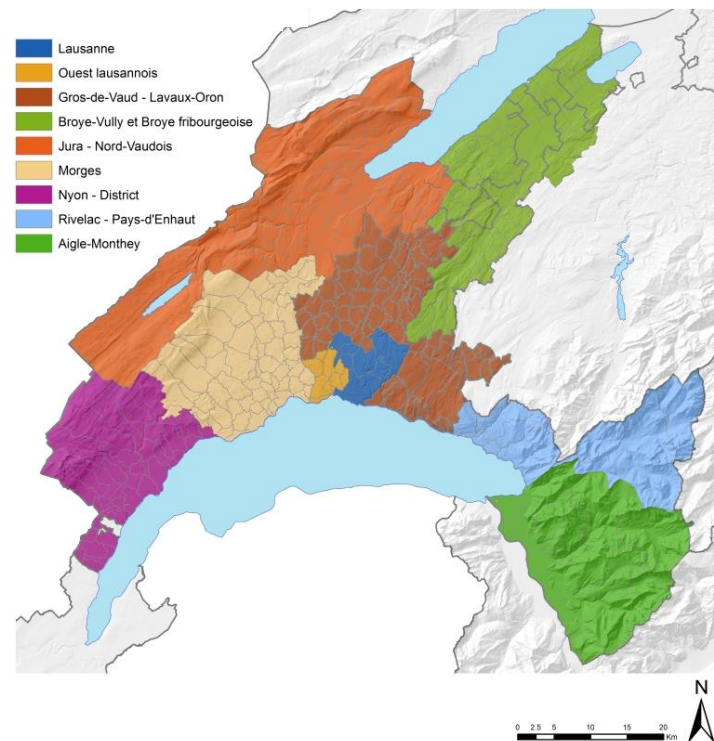 Lausanne
Ouest lausannois
Gros-de-Vaud - Lavaux-Oron
Broye-Vully et Broye fribourgeoise
Jura - Nord-Vaudois
Morges
Nyon - District
Rivelac - Pays-d'Enhaut
Aigle-Monthey
N
0 2.5 5 10 15 20
Km